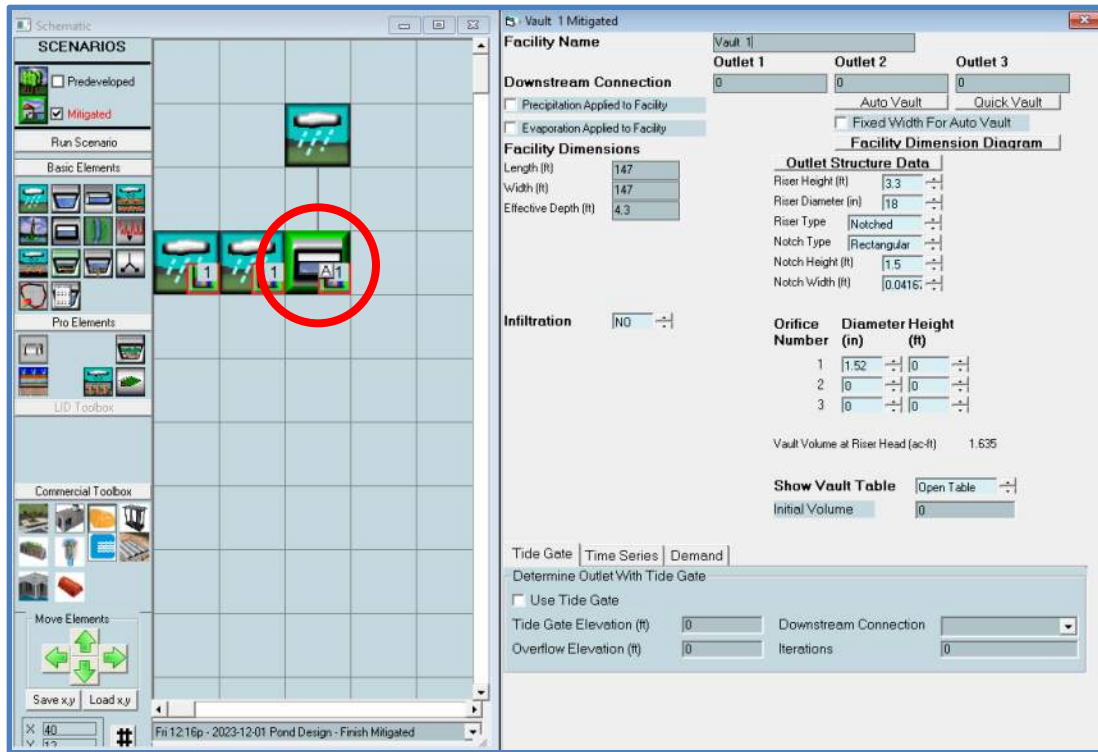 Schematic
SCENARIOS
Predeveloped
Mitigated
Run Scenario
Basic Elements
Pro Elements
LID Toolbox
Commercial Toolbox
Move Elements
Save x,y Load x,y
X 40
Y 12
#
1
1
A 1
Fri 12:16p - 2023-12-01 Pond Design - Finish Mitigated
Vault 1 Mitigated
Facility Name Vault 1
Outlet 1 Outlet 2 Outlet 3
Downstream Connection 0 0 0
Precipitation Applied to Facility Auto Vault Quick Vault
Evaporation Applied to Facility Fixed Width For Auto Vault
Facility Dimensions Facility Dimension Diagram
Length (ft) 147
Width (ft) 147
Effective Depth (ft) 4.3
Outlet Structure Data
Riser Height (ft) 3.3
Riser Diameter (in) 18
Riser Type Notched
Notch Type Rectangular
Notch Height (ft) 1.5
Notch Width (ft) 0.0416
Infiltration NO
Orifice Diameter Height
Number (in) (ft)
1 1.52 0
2 0 0
3 0 0
Vault Volume at Riser Head (ac-ft) 1.635
Show Vault Table Open Table
Initial Volume 0
Tide Gate Time Series Demand
Determine Outlet With Tide Gate
Use Tide Gate
Tide Gate Elevation (ft) 0 Downstream Connection
Overflow Elevation (ft) 0 Iterations 0